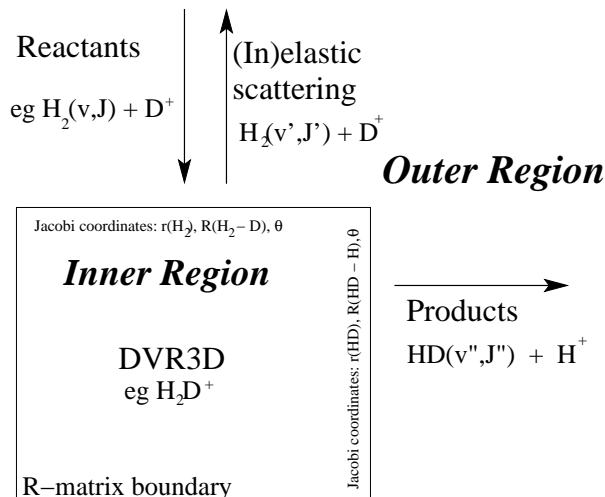 Reactants
eg H₂(v,J) + D⁺
(In)elastic
scattering
H₂(v',J') + D⁺
Outer Region
Jacobi coordinates: r(H₂), R(H₂− D), θ
Inner Region
DVR3D
eg H₂D⁺
R−matrix boundary
Jacobi coordinates: r(HD), R(HD − H),θ
Products
HD(v",J") + H⁺